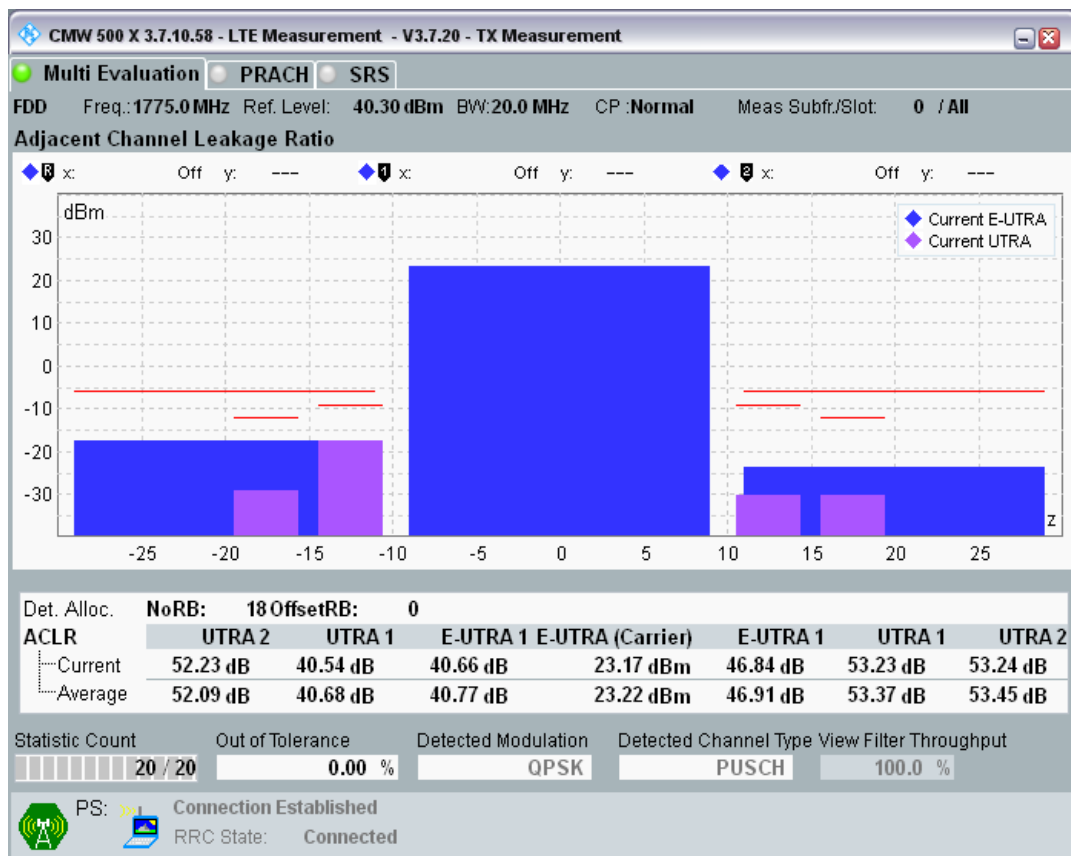 CMW 500 X 3.7.10.58 - LTE Measurement - V3.7.20 - TX Measurement
Multi Evaluation PRACH SRS
FDD Freq.:1775.0 MHz Ref. Level: 40.30 dBm BW:20.0 MHz CP :Normal Meas Subfr./Slot: 0 / All
Adjacent Channel Leakage Ratio
R x: Off y: --- 1 x: Off y: --- 2 x: Off y: ---
dBm
Current E-UTRA
Current UTRA
30
20
10
0
-10
-20
-30
z
-25 -20 -15 -10 -5 0 5 10 15 20 25
Det. Alloc. NoRB: 18 OffsetRB: 0
ACLR UTRA 2 UTRA 1 E-UTRA 1 E-UTRA (Carrier) E-UTRA 1 UTRA 1 UTRA 2
Current 52.23 dB 40.54 dB 40.66 dB 23.17 dBm 46.84 dB 53.23 dB 53.24 dB
Average 52.09 dB 40.68 dB 40.77 dB 23.22 dBm 46.91 dB 53.37 dB 53.45 dB
Statistic Count Out of Tolerance Detected Modulation Detected Channel Type View Filter Throughput
20 / 20 0.00 % QPSK PUSCH 100.0 %
PS: Connection Established
RRC State: Connected